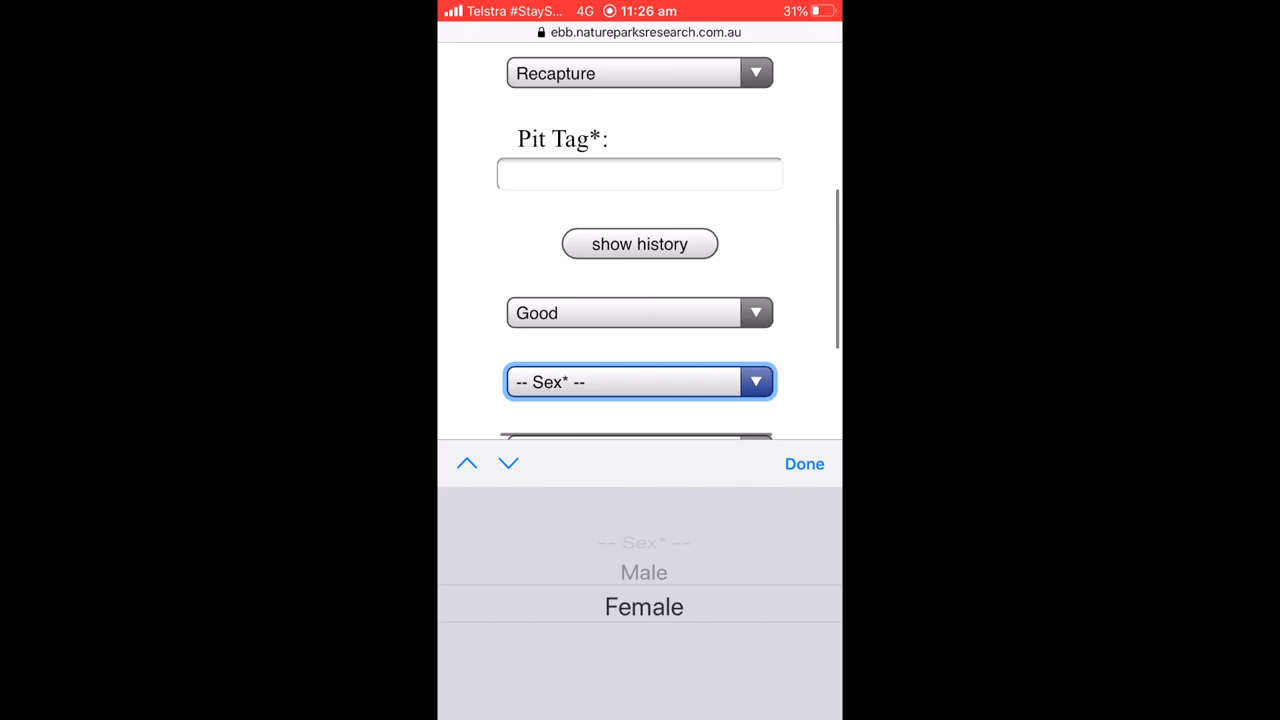 Telstra #StayS... 4G 11:26 am 31%
ebb.natureparksresearch.com.au
Recapture
Pit Tag*:
show history
Good
-- Sex* --
Done
-- Sex* --
Male
Female